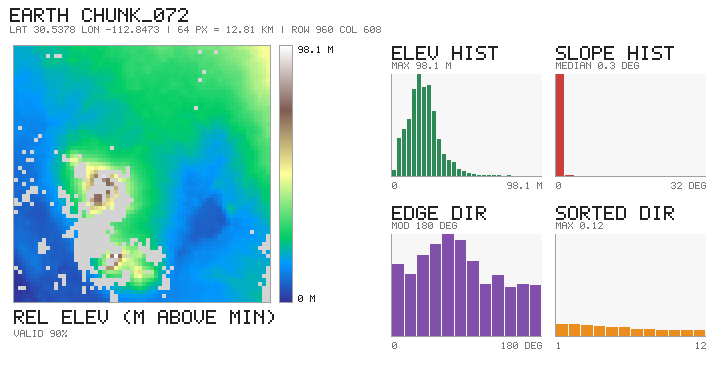 EARTH CHUNK_072
LAT 30.5378 LON -112.8473 | 64 PX = 12.81 KM | ROW 960 COL 608
98.1 M
0 M
REL ELEV (M ABOVE MIN)
VALID 90%
ELEV HIST
MAX 98.1 M
0 98.1 M
SLOPE HIST
MEDIAN 0.3 DEG
0 32 DEG
EDGE DIR
MOD 180 DEG
0 180 DEG
SORTED DIR
MAX 0.12
1 12